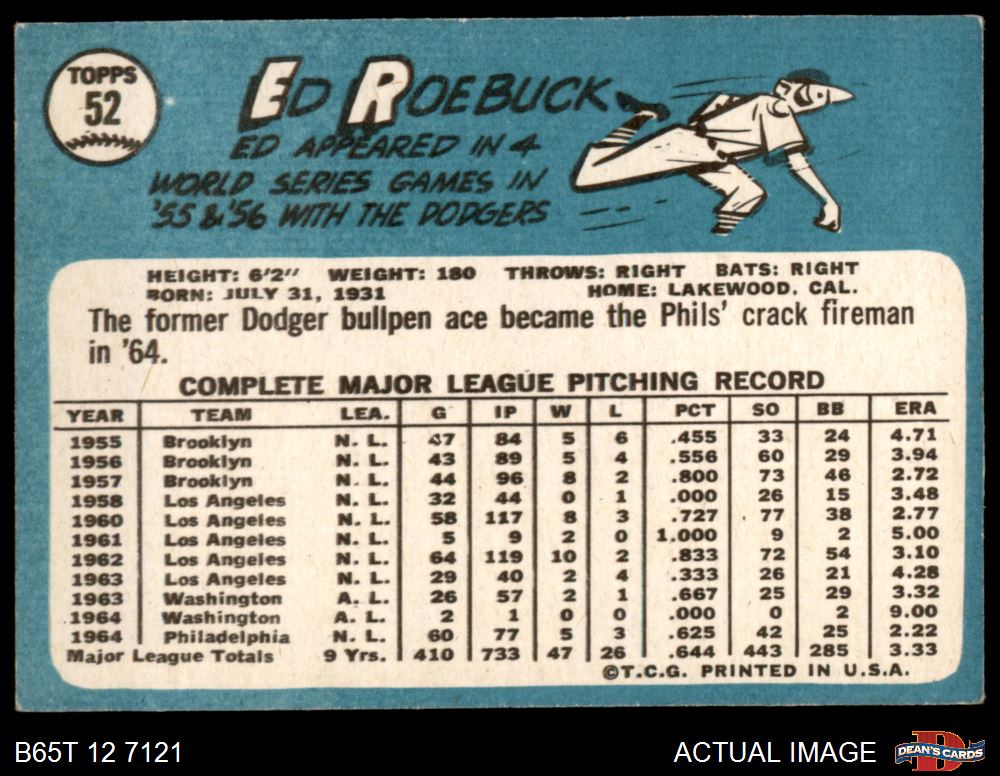 TOPPS
52
ED ROEBUCK
ED APPEARED IN 4
WORLD SERIES GAMES IN
'55 & '56 WITH THE DODGERS
HEIGHT: 6'2" WEIGHT: 180 THROWS: RIGHT BATS: RIGHT
BORN: JULY 31, 1931 HOME: LAKEWOOD, CAL.
The former Dodger bullpen ace became the Phils' crack fireman
in '64.
COMPLETE MAJOR LEAGUE PITCHING RECORD
YEAR TEAM LEA. G IP W L PCT SO BB ERA
1955 Brooklyn N. L. 47 84 5 6 .455 33 24 4.71
1956 Brooklyn N. L. 43 89 5 4 .556 60 29 3.94
1957 Brooklyn N. L. 44 96 8 2 .800 73 46 2.72
1958 Los Angeles N. L. 32 44 0 1 .000 26 15 3.48
1960 Los Angeles N. L. 58 117 8 3 .727 77 38 2.77
1961 Los Angeles N. L. 5 9 2 0 1.000 9 2 5.00
1962 Los Angeles N. L. 64 119 10 2 .833 72 54 3.10
1963 Los Angeles N. L. 29 40 2 4 .333 26 21 4.28
1963 Washington A. L. 26 57 2 1 .667 25 29 3.32
1964 Washington A. L. 2 1 0 0 .000 0 2 9.00
1964 Philadelphia N. L. 60 77 5 3 .625 42 25 2.22
Major League Totals 9 Yrs. 410 733 47 26 .644 443 285 3.33
©T.C.G. PRINTED IN U.S.A.
B65T 12 7121 ACTUAL IMAGE DEAN'S CARDS